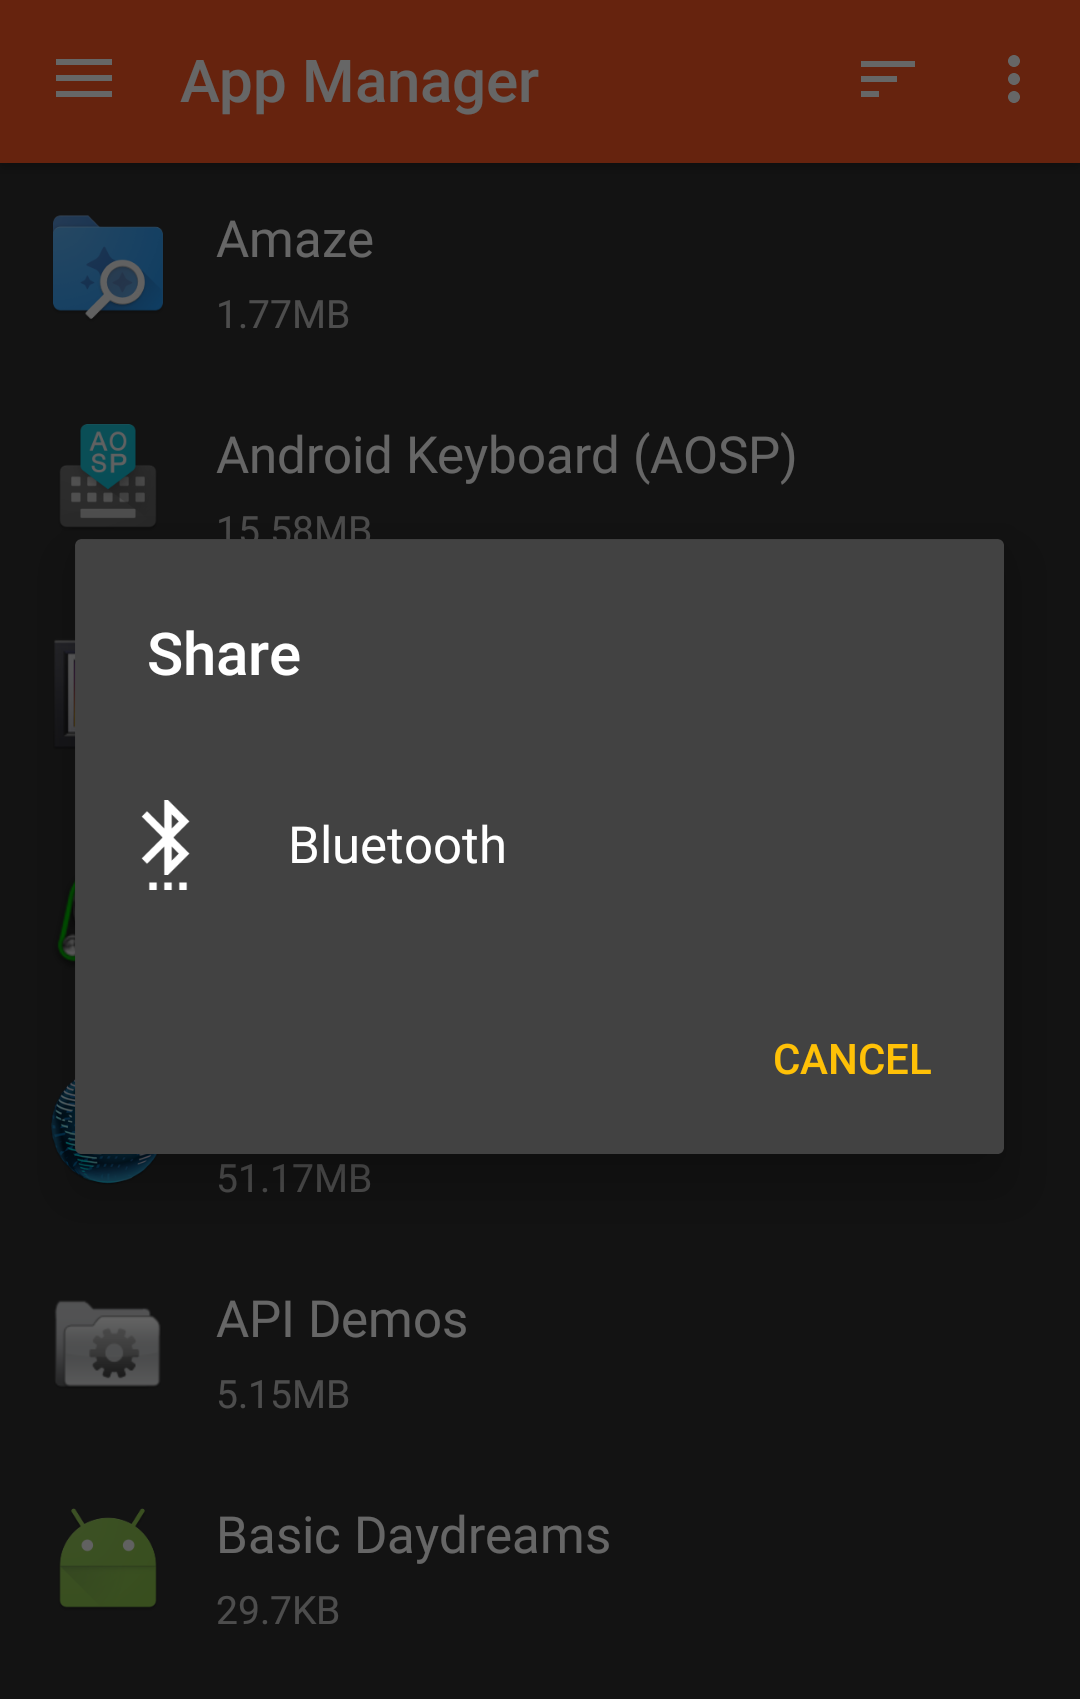 App Manager
Amaze
1.77MB
AO
SP
Android Keyboard (AOSP)
15.58MB
Share
Bluetooth
CANCEL
51.17MB
API Demos
5.15MB
Basic Daydreams
29.7KB